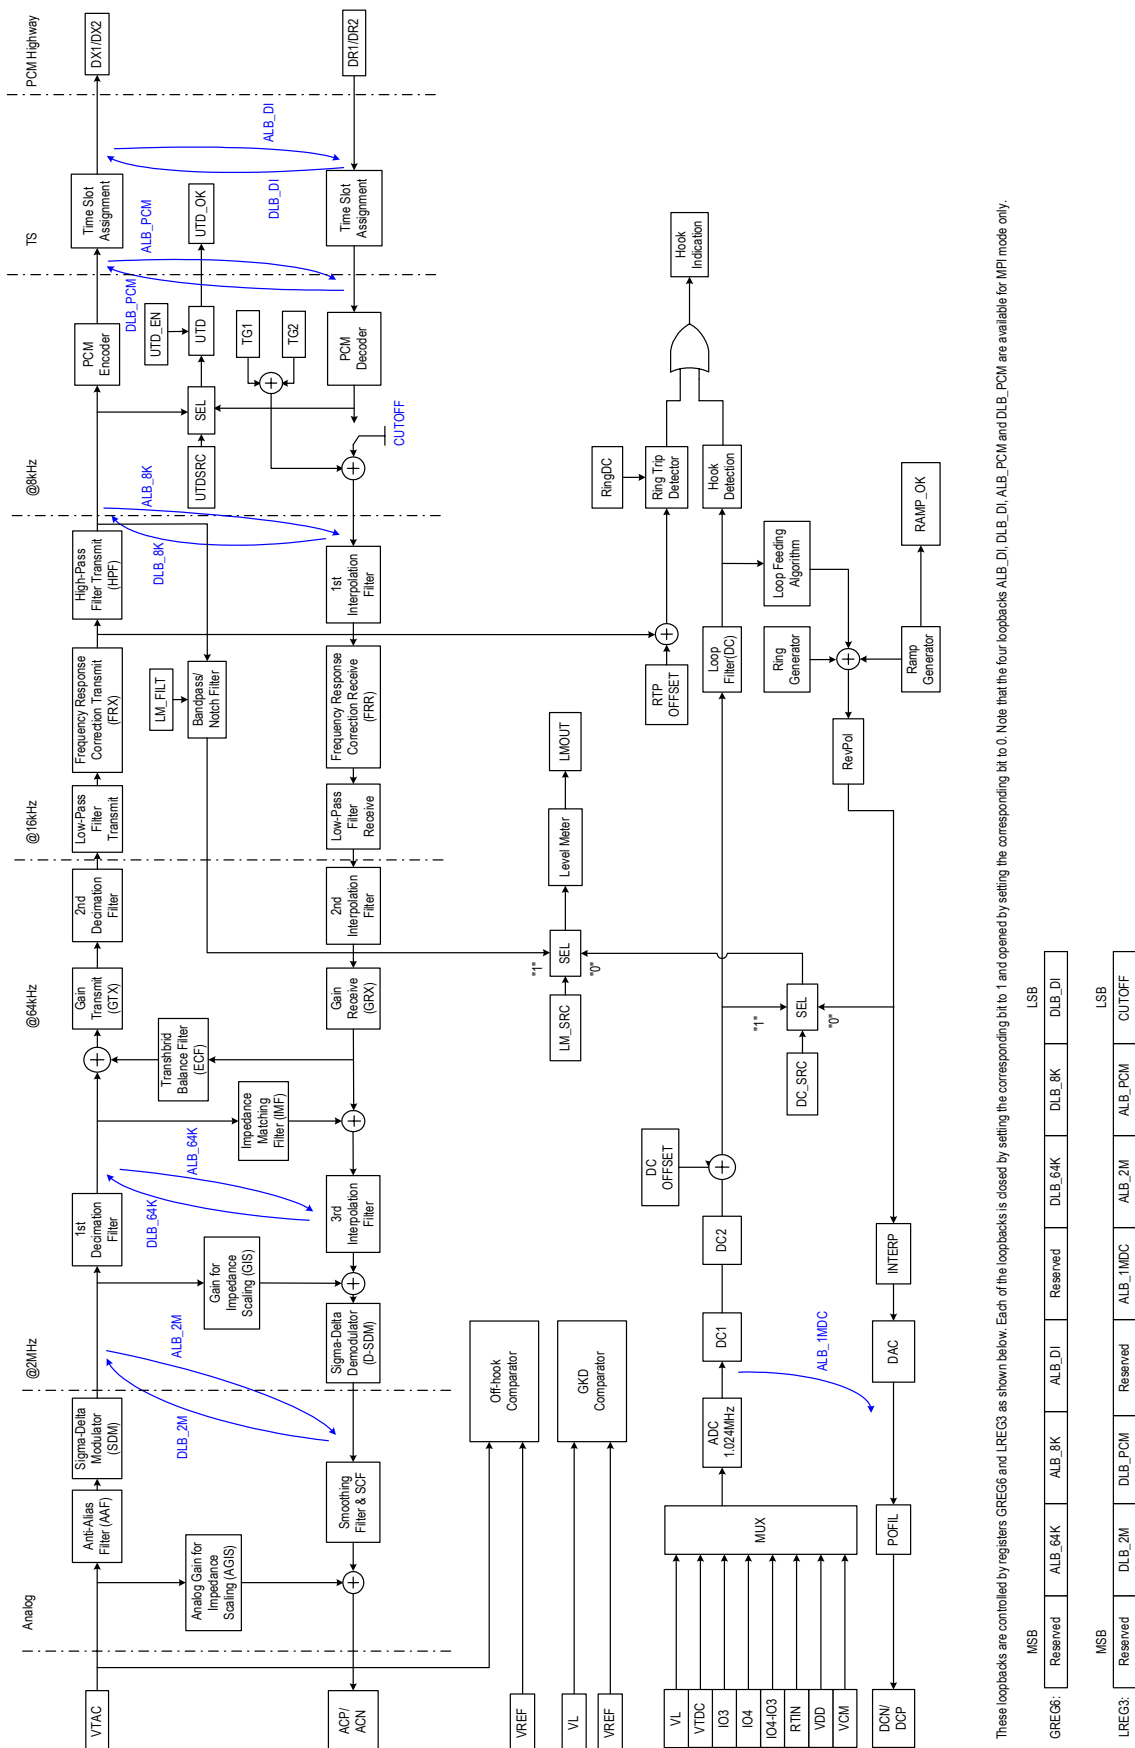 Analog
@2MHz
@64kHz
@16kHz
@8kHz
TS
PCM Highway
VTAC
Anti-Alias
Filter (AAF)
Sigma-Delta
Modulator
(SDM)
1st
Decimation
Filter
Gain
Transmit
(GTX)
2nd
Decimation
Filter
Low-Pass
Filter
Transmit
Frequency Response
Correction Transmit
(FRX)
High-Pass
Filter Transmit
(HPF)
PCM
Encoder
Time Slot
Assignment
DX1/DX2
Analog Gain for
Impedance
Scaling (AGIS)
DLB_2M
ALB_2M
Gain for
Impedance
Scaling (GIS)
DLB_64K
ALB_64K
Impedance
Matching
Filter (IMF)
Transhbrid
Balance Filter
(ECF)
LM_FILT
Bandpass/
Notch Filter
DLB_8K
ALB_8K
UTDSRC
SEL
UTD_EN
UTD
UTD_OK
TG1
TG2
DLB_PCM
ALB_PCM
DLB_DI
ALB_DI
CUTOFF
ACP/
ACN
Smoothing
Filter & SCF
Sigma-Delta
Demodulator
(D-SDM)
3rd
Interpolation
Filter
Gain
Receive
(GRX)
2nd
Interpolation
Filter
Low-Pass
Filter
Receive
Frequency Response
Correction Receive
(FRR)
1st
Interpolation
Filter
PCM
Decoder
Time Slot
Assignment
DR1/DR2
VREF
Off-hook
Comparator
VL
VREF
GKD
Comparator
LM_SRC
"1"
SEL
"0"
Level Meter
LMOUT
RTP
OFFSET
RingDC
Ring Trip
Detector
Hook
Detection
Hook
Indication
VL
VTDC
IO3
IO4
IO4-IO3
RTIN
VDD
VCM
MUX
ADC
1.024MHz
DC1
DC2
DC
OFFSET
Loop
Filter(DC)
Loop Feeding
Algorithm
ALB_1MDC
DC_SRC
"1"
SEL
"0"
Ring
Generator
Ramp
Generator
RAMP_OK
RevPol
DCN/
DCP
POFIL
DAC
INTERP
These loopbacks are controlled by registers GREG6 and LREG3 as shown below. Each of the loopbacks is closed by setting the corresponding bit to 1 and opened by setting the corresponding bit to 0. Note that the four loopbacks ALB_DI, DLB_DI, ALB_PCM and DLB_PCM are available for MPI mode only.
MSB LSB
GREG6: Reserved ALB_64K ALB_8K ALB_DI Reserved DLB_64K DLB_8K DLB_DI
MSB LSB
LREG3: Reserved DLB_2M DLB_PCM Reserved ALB_1MDC ALB_2M ALB_PCM CUTOFF